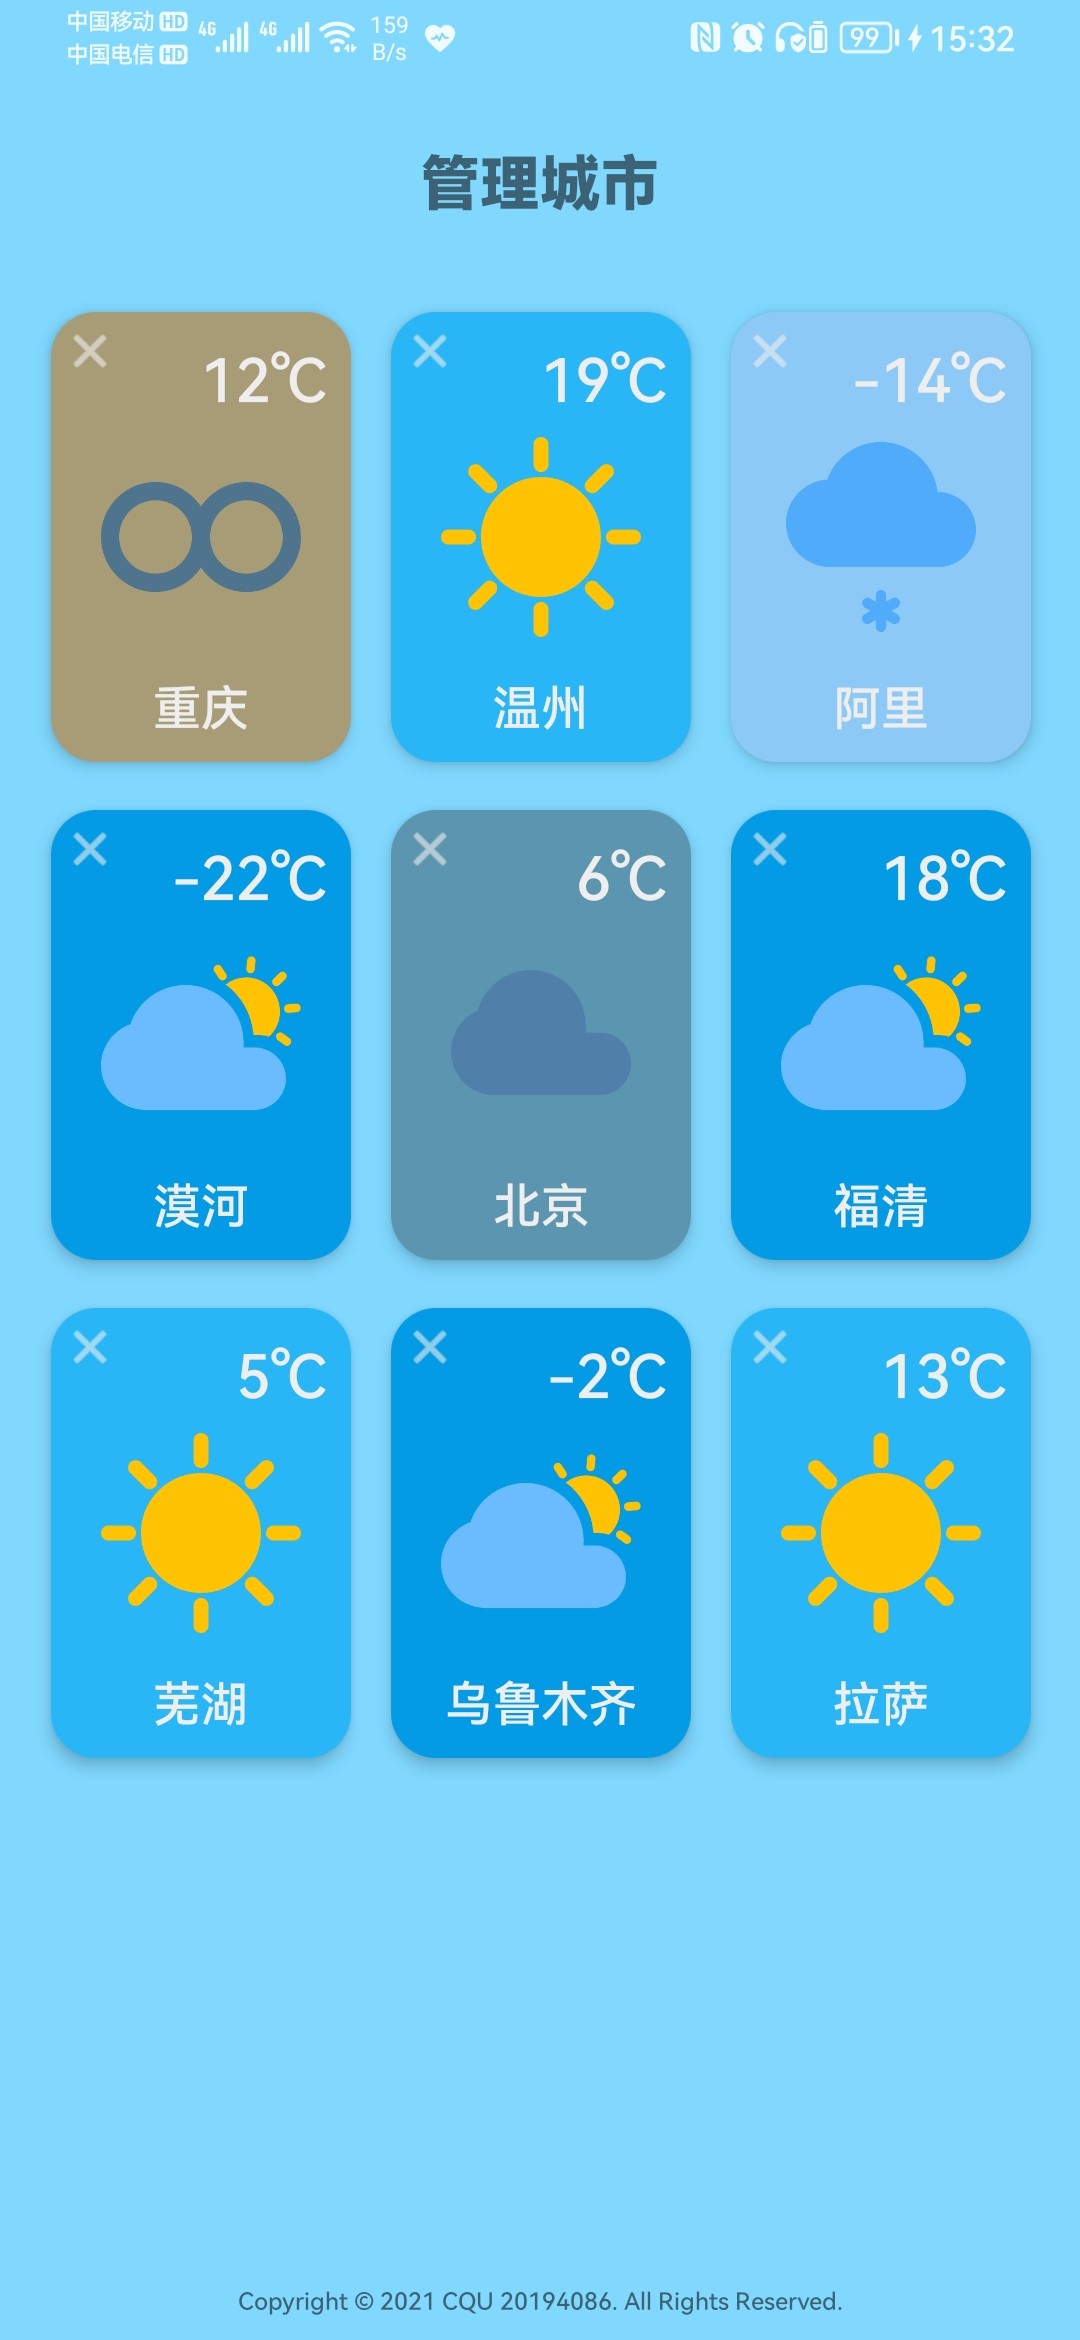 中国移动 HD 4G 4G 159 B/s 99 15:32
中国电信 HD
管理城市
12℃ 19℃ -14℃
重庆 温州 阿里
-22℃ 6℃ 18℃
漠河 北京 福清
5℃ -2℃ 13℃
芜湖 乌鲁木齐 拉萨
Copyright © 2021 CQU 20194086. All Rights Reserved.